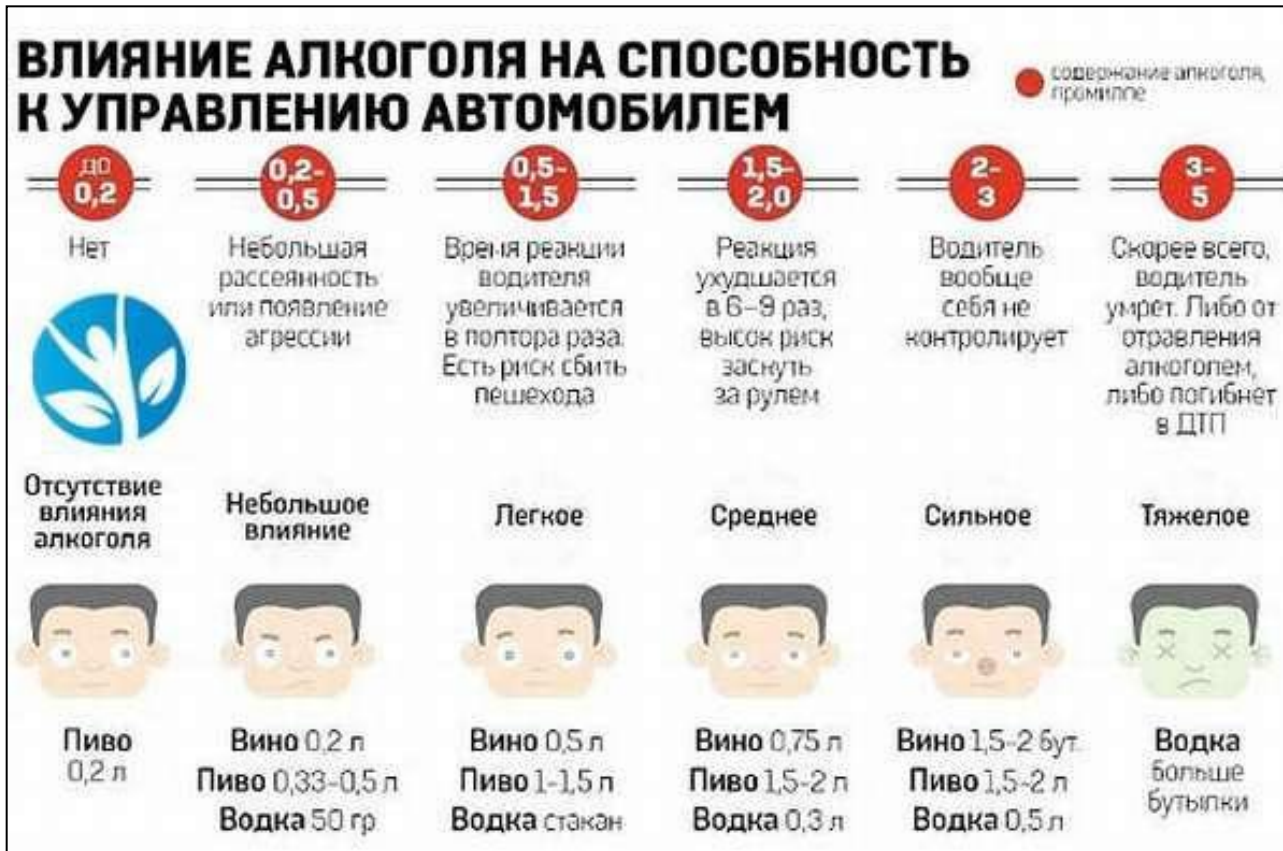 ВЛИЯНИЕ АЛКОГОЛЯ НА СПОСОБНОСТЬ
К УПРАВЛЕНИЮ АВТОМОБИЛЕМ
содержание алкоголя,
промилле
ДО
0,2
Нет
Отсутствие
влияния
алкоголя
Пиво
0,2 л
0,2-
0,5
Небольшая
рассеянность
или появление
агрессии
Небольшое
влияние
Вино 0,2 л
Пиво 0,33-0,5 л
Водка 50 гр
0,5-
1,5
Время реакции
водителя
увеличивается
в полтора раза.
Есть риск сбить
пешехода
Легкое
Вино 0,5 л
Пиво 1-1,5 л
Водка стакан
1,5-
2,0
Реакция
ухудшается
в 6–9 раз,
высок риск
заснуть
за рулем
Среднее
Вино 0,75 л
Пиво 1,5-2 л
Водка 0,3 л
2-
3
Водитель
вообще
себя не
контролирует
Сильное
Вино 1,5-2 бут.
Пиво 1,5-2 л
Водка 0,5 л
3-
5
Скорее всего,
водитель
умрет. Либо от
отравления
алкоголем,
либо погибнет
в ДТП
Тяжелое
Водка
больше
бутылки